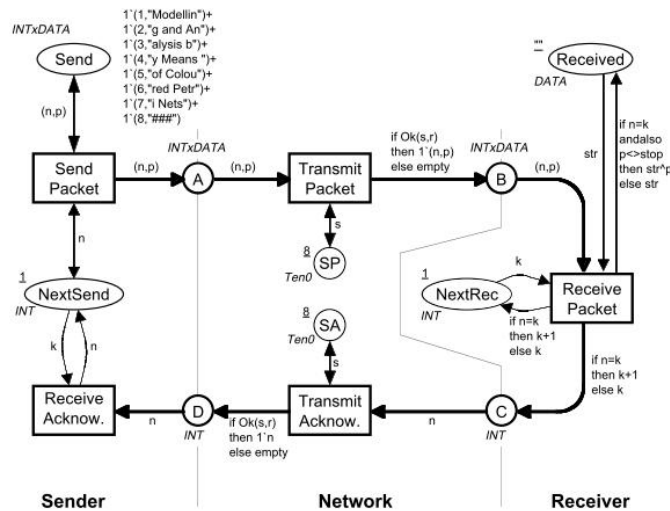 INTxDATA
Send
1`(1,"Modellin")+
1`(2,"g and An")+
1`(3,"alysis b")+
1`(4,"y Means ")+
1`(5,"of Colou")+
1`(6,"red Petr")+
1`(7,"i Nets")+
1`(8,"###")
""
Received
DATA
(n,p)
Send
Packet
(n,p)
INTxDATA
A
(n,p)
Transmit
Packet
if Ok(s,r)
then 1`(n,p)
else empty
INTxDATA
B
(n,p)
str
if n=k
andalso
p<>stop
then str^p
else str
n
s
8
SP
Ten0
1
NextSend
INT
k
n
8
SA
Ten0
s
1
NextRec
INT
k
if n=k
then k+1
else k
Receive
Packet
if n=k
then k+1
else k
Receive
Acknow.
n
D
INT
if Ok(s,r)
then 1`n
else empty
Transmit
Acknow.
n
C
INT
Sender
Network
Receiver